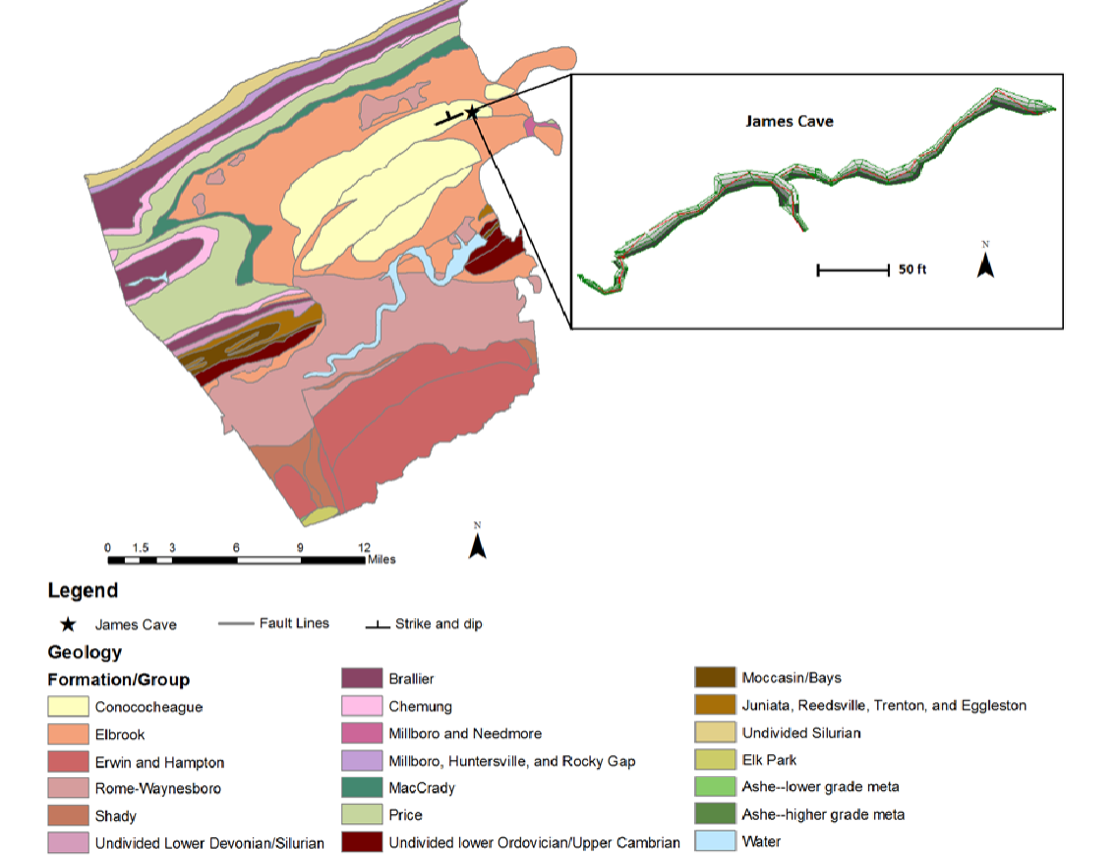 James Cave
N
50 ft
N
0 1.5 3 6 9 12
Miles
Legend
James Cave Fault Lines Strike and dip
Geology
Formation/Group
Conococheague
Elbrook
Erwin and Hampton
Rome-Waynesboro
Shady
Undivided Lower Devonian/Silurian
Brallier
Chemung
Millboro and Needmore
Millboro, Huntersville, and Rocky Gap
MacCrady
Price
Undivided lower Ordovician/Upper Cambrian
Moccasin/Bays
Juniata, Reedsville, Trenton, and Eggleston
Undivided Silurian
Elk Park
Ashe--lower grade meta
Ashe--higher grade meta
Water